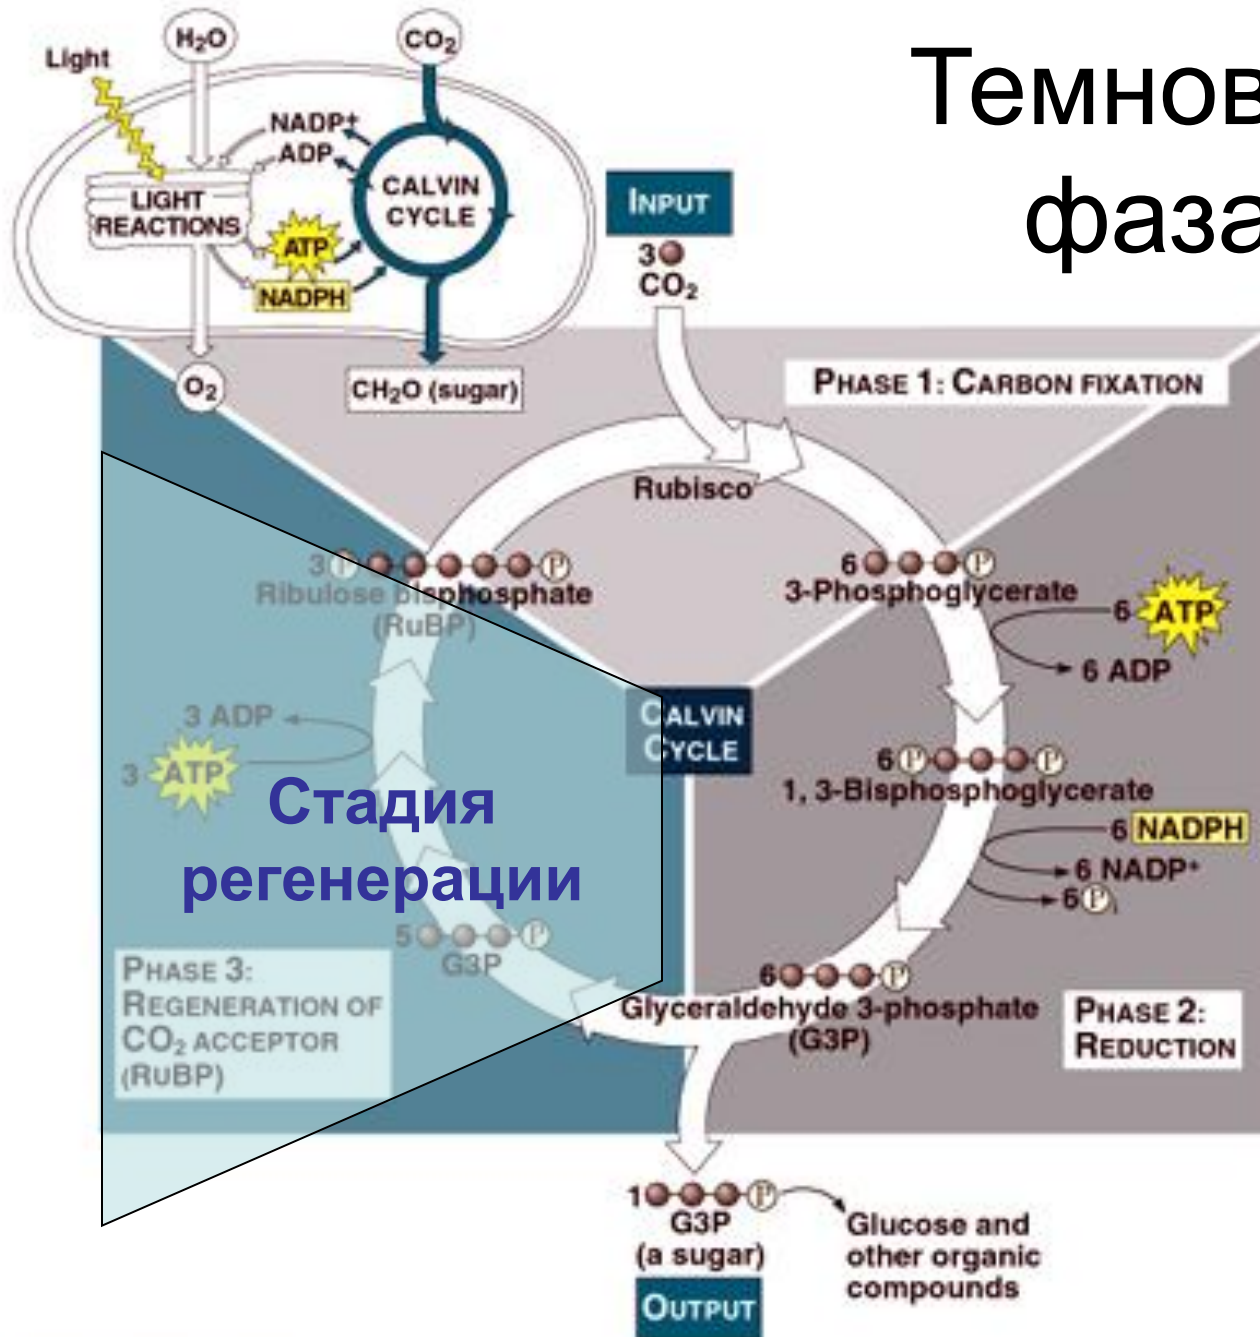 Темнов
фаза
H₂O
CO₂
Light
NADP⁺
ADP
CALVIN
CYCLE
LIGHT
REACTIONS
ATP
NADPH
O₂
CH₂O (sugar)
INPUT
3
CO₂
PHASE 1: CARBON FIXATION
Rubisco
3 P P
Ribulose bisphosphate
(RuBP)
6 P
3-Phosphoglycerate
6 ATP
6 ADP
CALVIN
CYCLE
3 ADP
3 ATP
Стадия
регенерации
6 P P
1, 3-Bisphosphoglycerate
6 NADPH
6 NADP⁺
6 Pᵢ
5 P
G3P
PHASE 3:
REGENERATION OF
CO₂ ACCEPTOR
(RUBP)
6 P
Glyceraldehyde 3-phosphate
(G3P)
PHASE 2:
REDUCTION
1 P
G3P
(a sugar)
Glucose and
other organic
compounds
OUTPUT